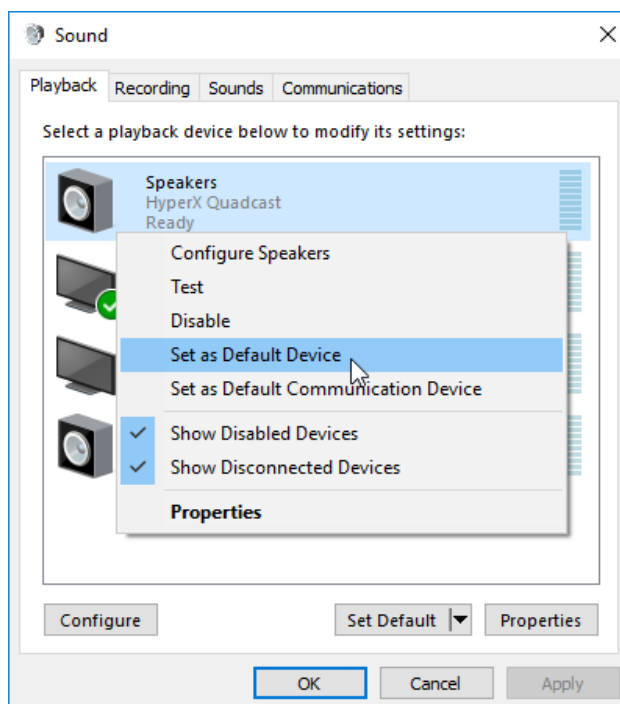 Sound
Playback Recording Sounds Communications
Select a playback device below to modify its settings:
Speakers
HyperX Quadcast
Ready
Configure Speakers
Test
Disable
Set as Default Device
Set as Default Communication Device
Show Disabled Devices
Show Disconnected Devices
Properties
Configure Set Default Properties
OK Cancel Apply